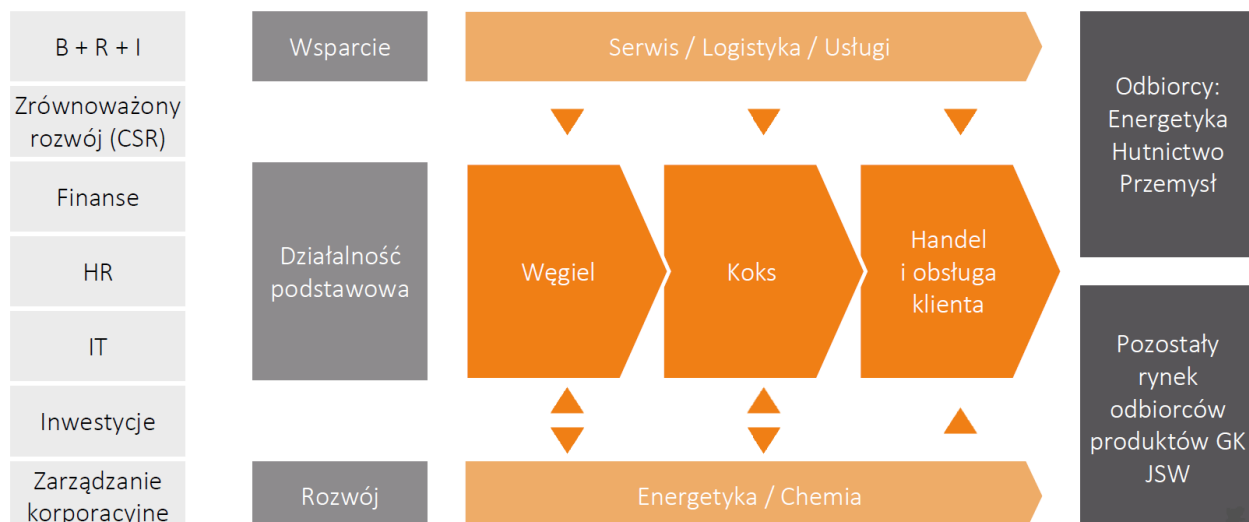 B + R + I
Zrównoważony
rozwój (CSR)
Finanse
HR
IT
Inwestycje
Zarządzanie
korporacyjne
Wsparcie
Działalność
podstawowa
Rozwój
Serwis / Logistyka / Usługi
Węgiel
Koks
Handel
i obsługa
klienta
Energetyka / Chemia
Odbiorcy:
Energetyka
Hutnictwo
Przemysł
Pozostały
rynek
odbiorców
produktów GK
JSW